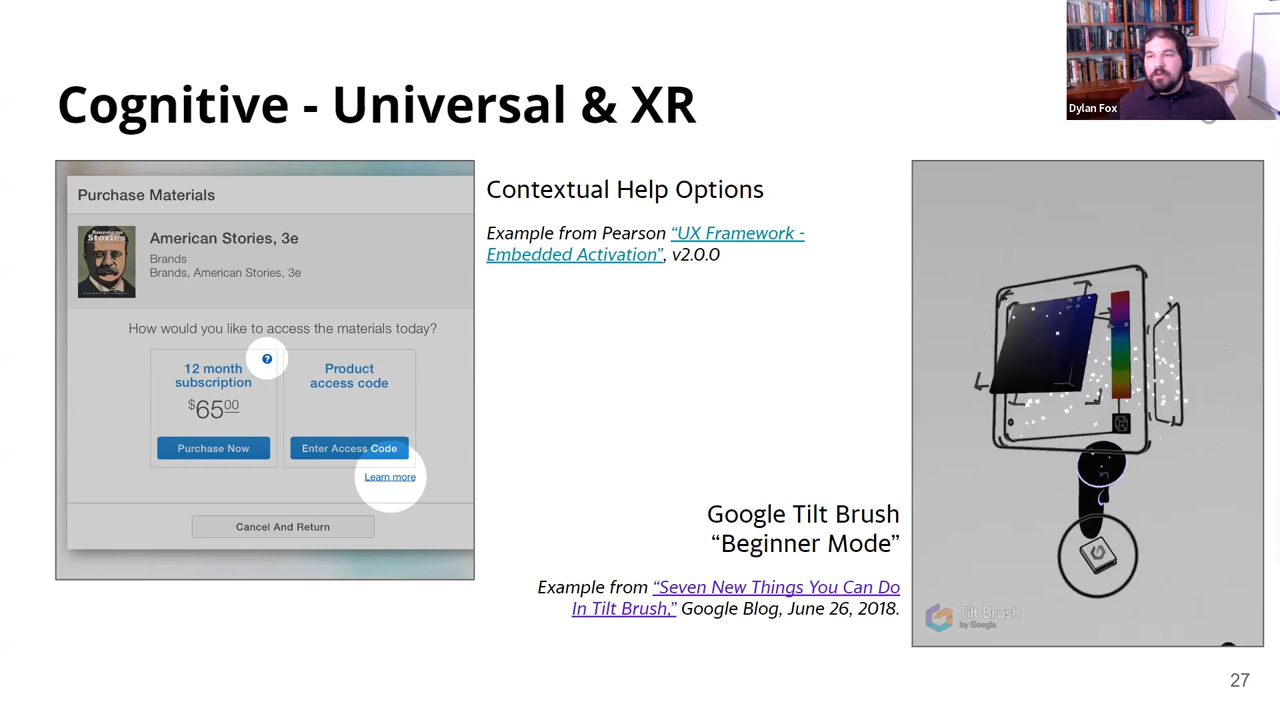 Dylan Fox
Cognitive - Universal & XR
Purchase Materials
American Stories
American Stories, 3e
Brands
Brands, American Stories, 3e
How would you like to access the materials today?
?
12 month
subscription
$65 00
Purchase Now
Product
access code
Enter Access Code
Learn more
Cancel And Return
Contextual Help Options
Example from Pearson “UX Framework -
Embedded Activation”, v2.0.0
Google Tilt Brush
“Beginner Mode”
Example from “Seven New Things You Can Do
In Tilt Brush,” Google Blog, June 26, 2018.
Tilt Brush
by Google
27